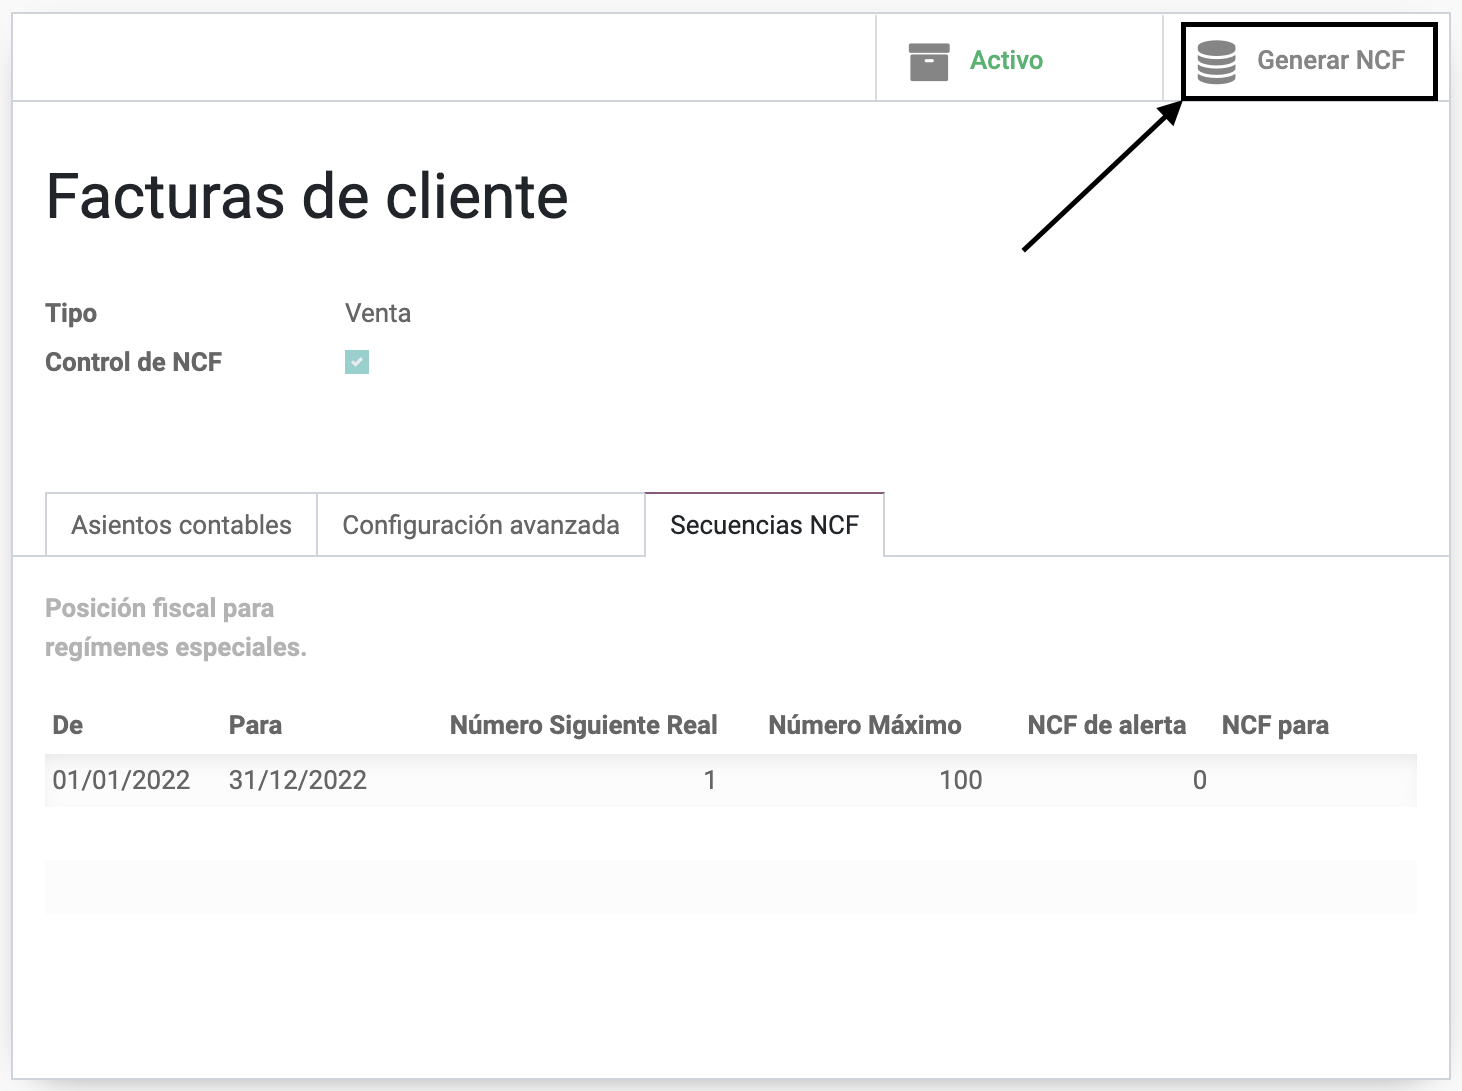 Activo
Generar NCF
Facturas de cliente
Tipo Venta
Control de NCF
Asientos contables Configuración avanzada Secuencias NCF
Posición fiscal para
regímenes especiales.
De Para Número Siguiente Real Número Máximo NCF de alerta NCF para
01/01/2022 31/12/2022 1 100 0